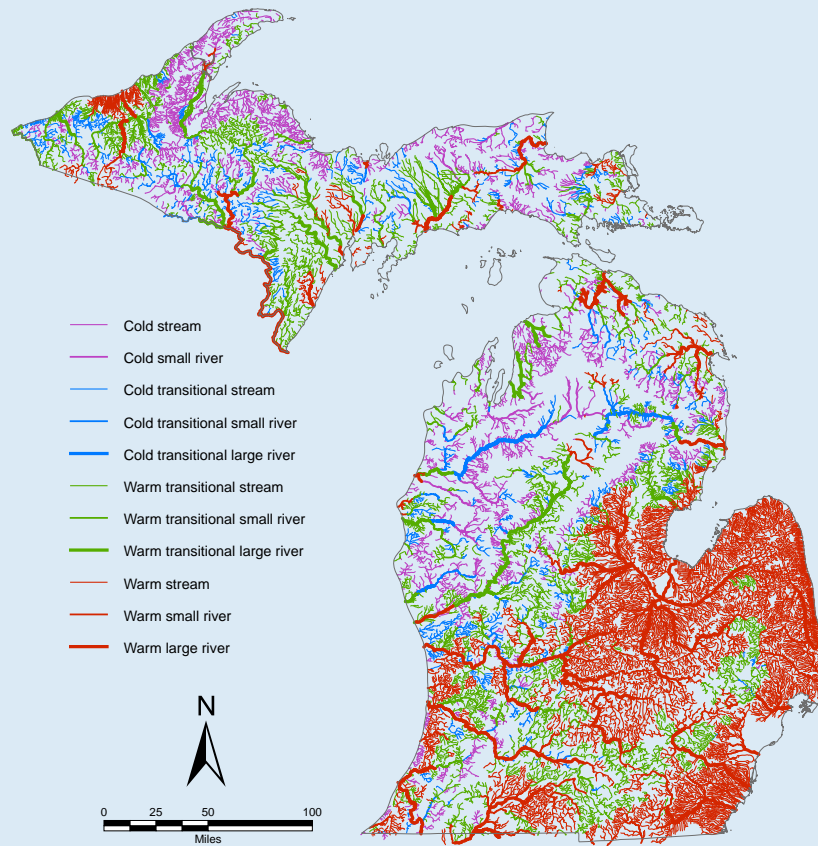 Cold stream
Cold small river
Cold transitional stream
Cold transitional small river
Cold transitional large river
Warm transitional stream
Warm transitional small river
Warm transitional large river
Warm stream
Warm small river
Warm large river
N
0 25 50 100
Miles